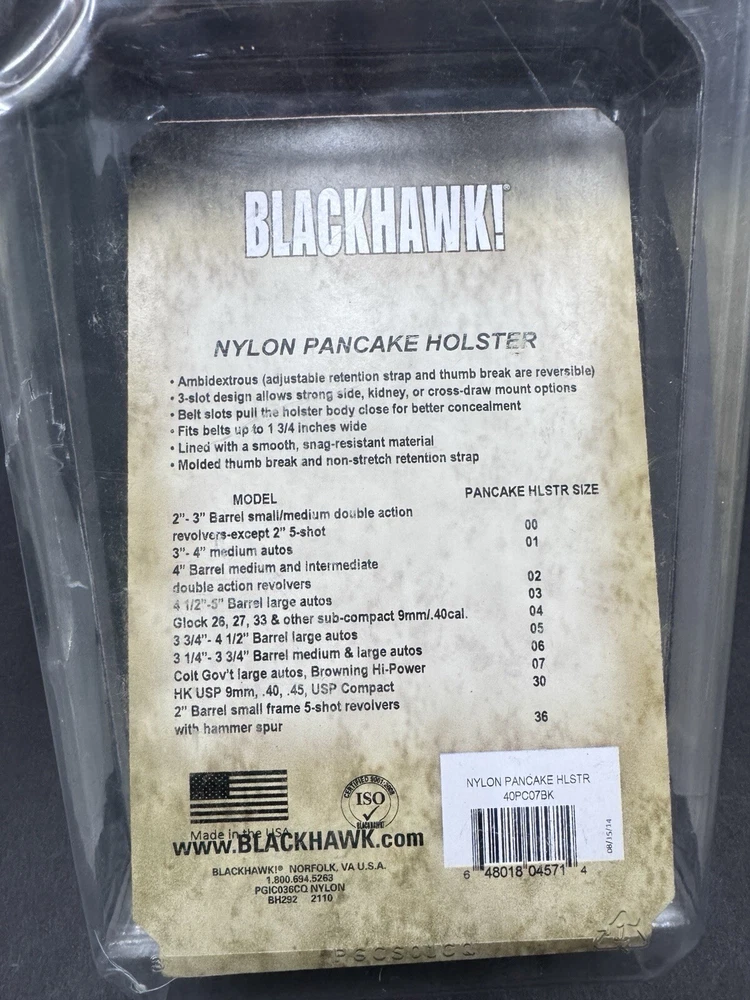 BLACKHAWK!®
NYLON PANCAKE HOLSTER
• Ambidextrous (adjustable retention strap and thumb break are reversible)
• 3-slot design allows strong side, kidney, or cross-draw mount options
• Belt slots pull the holster body close for better concealment
• Fits belts up to 1 3/4 inches wide
• Lined with a smooth, snag-resistant material
• Molded thumb break and non-stretch retention strap
MODEL PANCAKE HLSTR SIZE
2"- 3" Barrel small/medium double action
revolvers-except 2" 5-shot 00
3"- 4" medium autos 01
4" Barrel medium and intermediate
double action revolvers 02
4 1/2"-5" Barrel large autos 03
Glock 26, 27, 33 & other sub-compact 9mm/.40cal. 04
3 3/4"- 4 1/2" Barrel large autos 05
3 1/4"- 3 3/4" Barrel medium & large autos 06
Colt Gov't large autos, Browning Hi-Power 07
HK USP 9mm, .40, .45, USP Compact 30
2" Barrel small frame 5-shot revolvers
with hammer spur 36
CERTIFIED 9001:2008
ISO
BLACKHAWK!
Made in the USA
www.BLACKHAWK.com
BLACKHAWK!® NORFOLK, VA U.S.A.
1.800.694.5263
PGIC036CQ NYLON
BH292 2110
NYLON PANCAKE HLSTR
40PC07BK
08/15/14
6 48018 04571 4